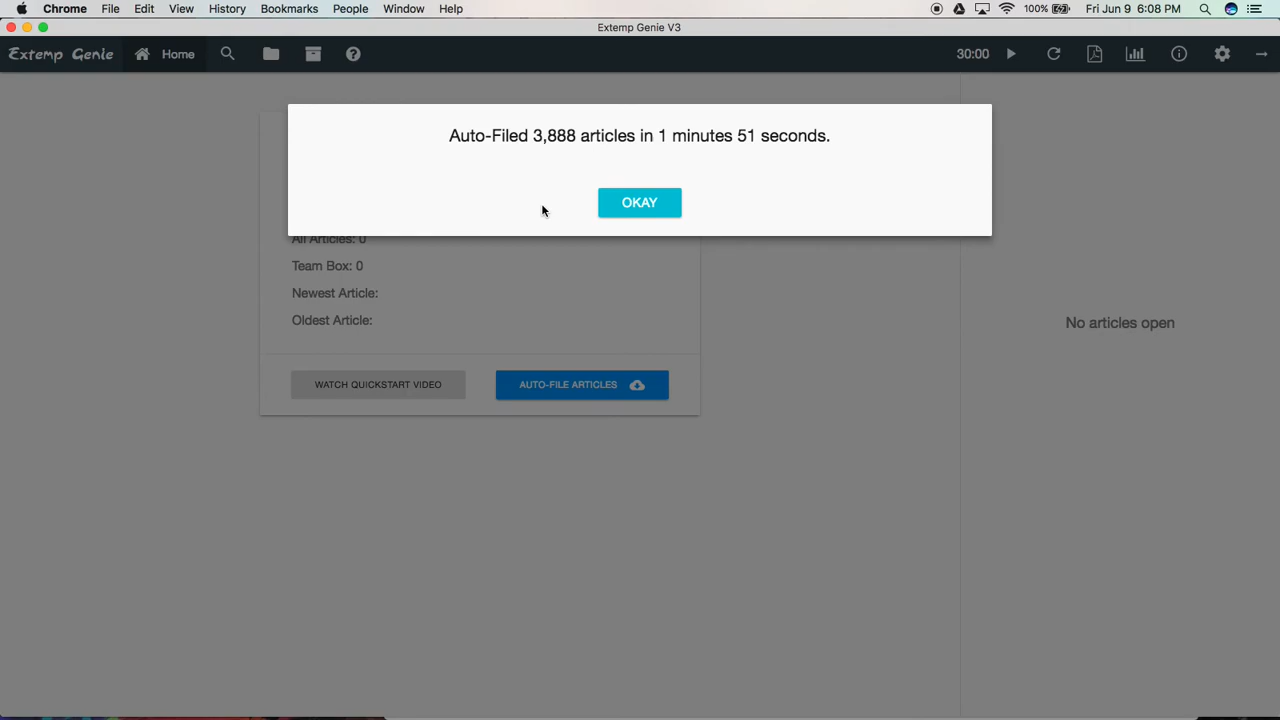 Chrome File Edit View History Bookmarks People Window Help 100% Fri Jun 9 6:08 PM
Extemp Genie V3
Extemp Genie Home 30:00
Auto-Filed 3,888 articles in 1 minutes 51 seconds.
OKAY
All Articles: 0
Team Box: 0
Newest Article:
Oldest Article:
No articles open
WATCH QUICKSTART VIDEO AUTO-FILE ARTICLES